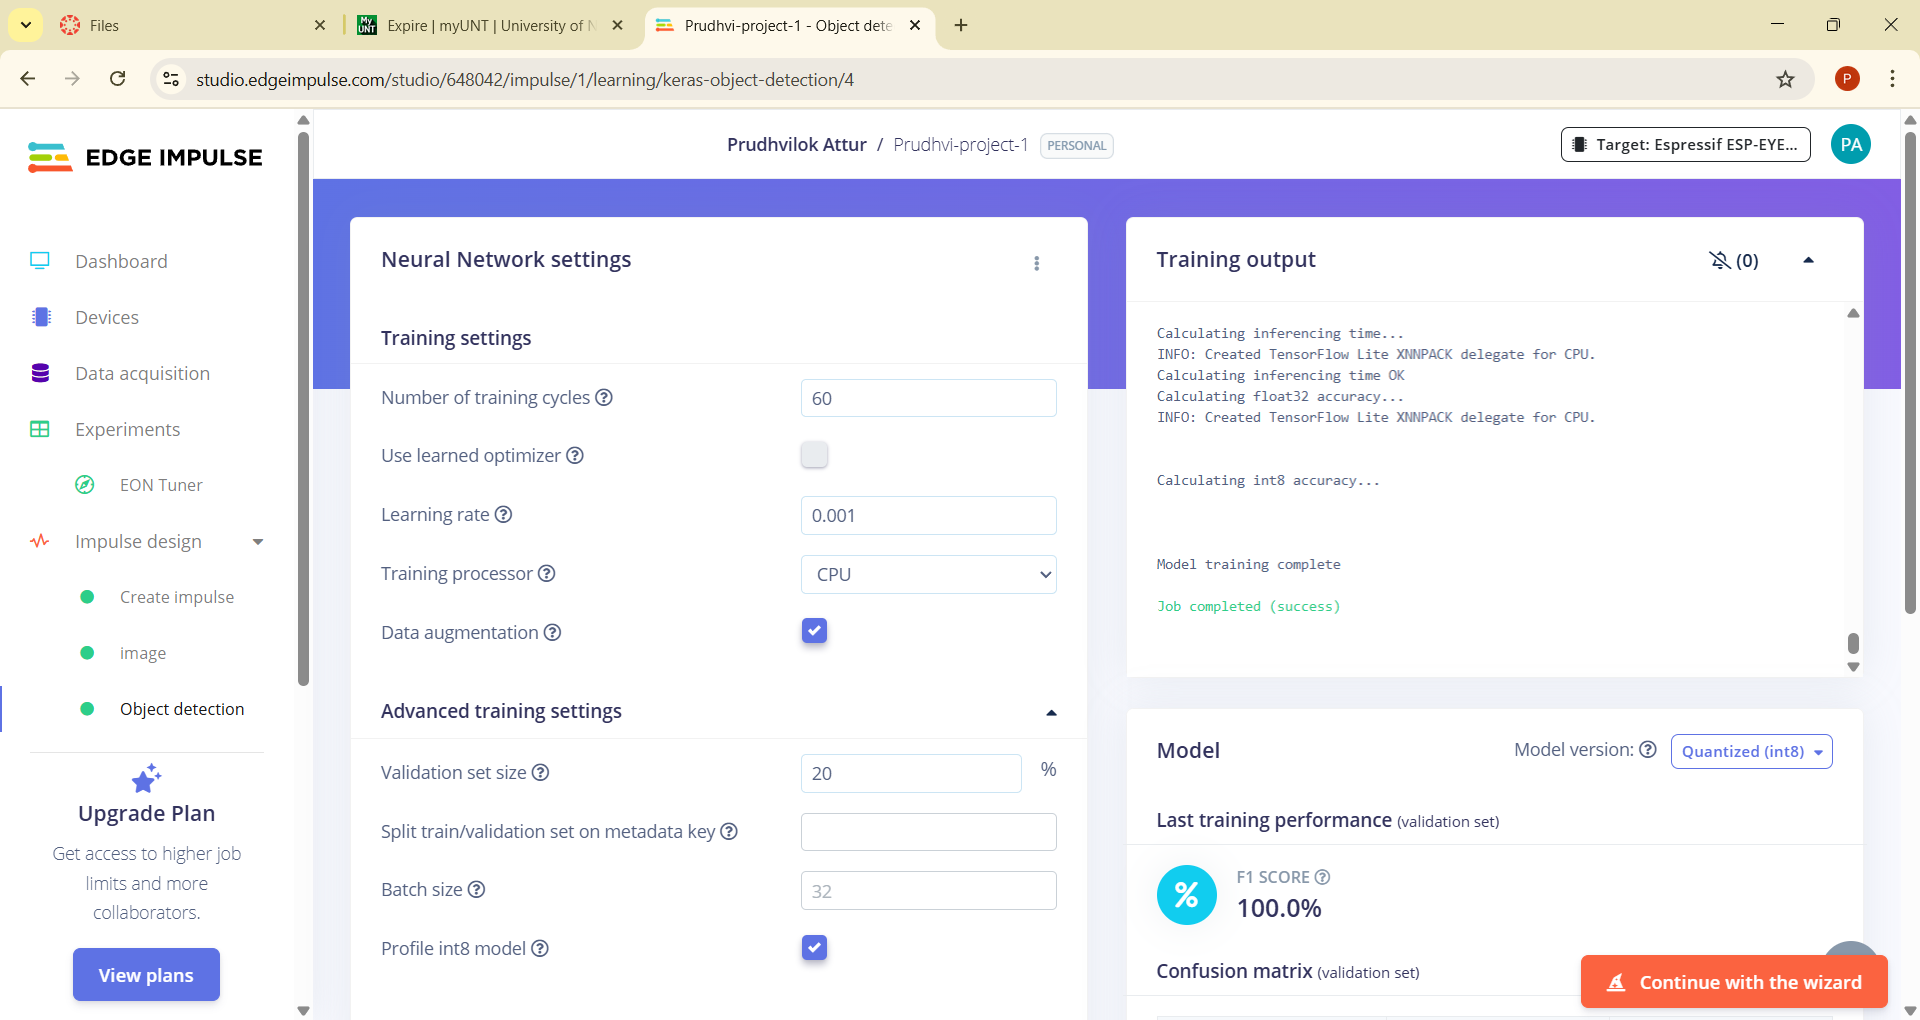 Files
Expire | myUNT | University of N
Prudhvi-project-1 - Object dete
studio.edgeimpulse.com/studio/648042/impulse/1/learning/keras-object-detection/4
P
EDGE IMPULSE
Prudhvilok Attur / Prudhvi-project-1 PERSONAL
Target: Espressif ESP-EYE...
PA
Dashboard
Devices
Data acquisition
Experiments
EON Tuner
Impulse design
Create impulse
image
Object detection
Upgrade Plan
Get access to higher job
limits and more
collaborators.
View plans
Neural Network settings
Training settings
Number of training cycles
60
Use learned optimizer
Learning rate
0.001
Training processor
CPU
Data augmentation
Advanced training settings
Validation set size
20
%
Split train/validation set on metadata key
Batch size
32
Profile int8 model
Training output
(0)
Calculating inferencing time...
INFO: Created TensorFlow Lite XNNPACK delegate for CPU.
Calculating inferencing time OK
Calculating float32 accuracy...
INFO: Created TensorFlow Lite XNNPACK delegate for CPU.
Calculating int8 accuracy...
Model training complete
Job completed (success)
Model
Model version:
Quantized (int8)
Last training performance (validation set)
%
F1 SCORE
100.0%
Confusion matrix (validation set)
Continue with the wizard